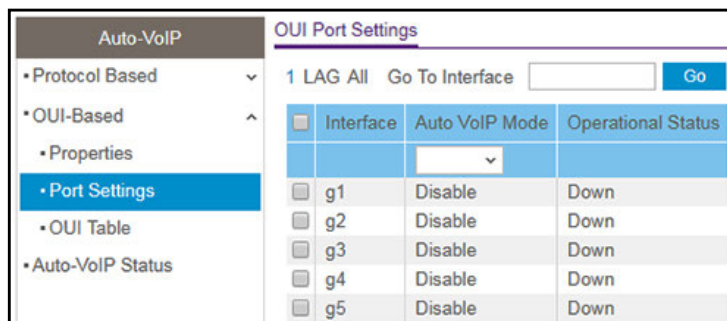 Auto-VoIP
Protocol Based
OUI-Based
Properties
Port Settings
OUI Table
Auto-VoIP Status
OUI Port Settings
1 LAG All Go To Interface Go
Interface Auto VoIP Mode Operational Status
g1 Disable Down
g2 Disable Down
g3 Disable Down
g4 Disable Down
g5 Disable Down